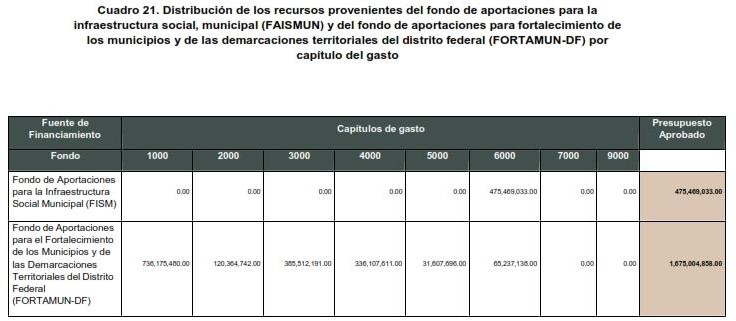 Cuadro 21. Distribución de los recursos provenientes del fondo de aportaciones para la
infraestructura social, municipal (FAISMUN) y del fondo de aportaciones para fortalecimiento de
los municipios y de las demarcaciones territoriales del distrito federal (FORTAMUN-DF) por
capítulo del gasto
Fuente de
Financiamiento
Capítulos de gasto
Presupuesto
Aprobado
Fondo 1000 2000 3000 4000 5000 6000 7000 9000
Fondo de Aportaciones
para la Infraestructura
Social Municipal (FISM)
0.00 0.00 0.00 0.00 0.00 475,469,033.00 0.00 0.00 475,469,033.00
Fondo de Aportaciones
para el Fortalecimiento
de los Municipios y de
las Demarcaciones
Territoriales del Distrito
Federal
(FORTAMUN-DF)
736,175,480.00 120,364,742.00 385,512,191.00 336,107,611.00 31,607,696.00 65,237,138.00 0.00 0.00 1,675,004,858.00